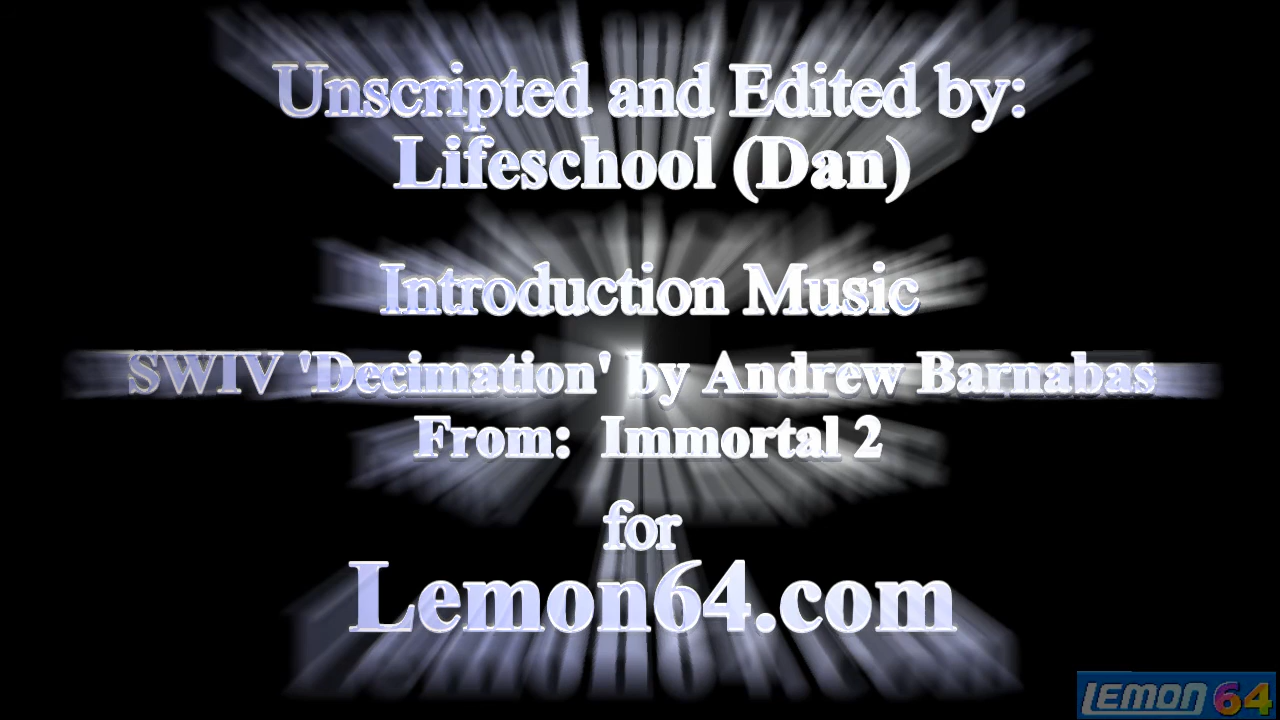 Unscripted and Edited by:
Lifeschool (Dan)
Introduction Music
SWIV 'Decimation' by Andrew Barnabas
From: Immortal 2
for
Lemon64.com
LEMON 64